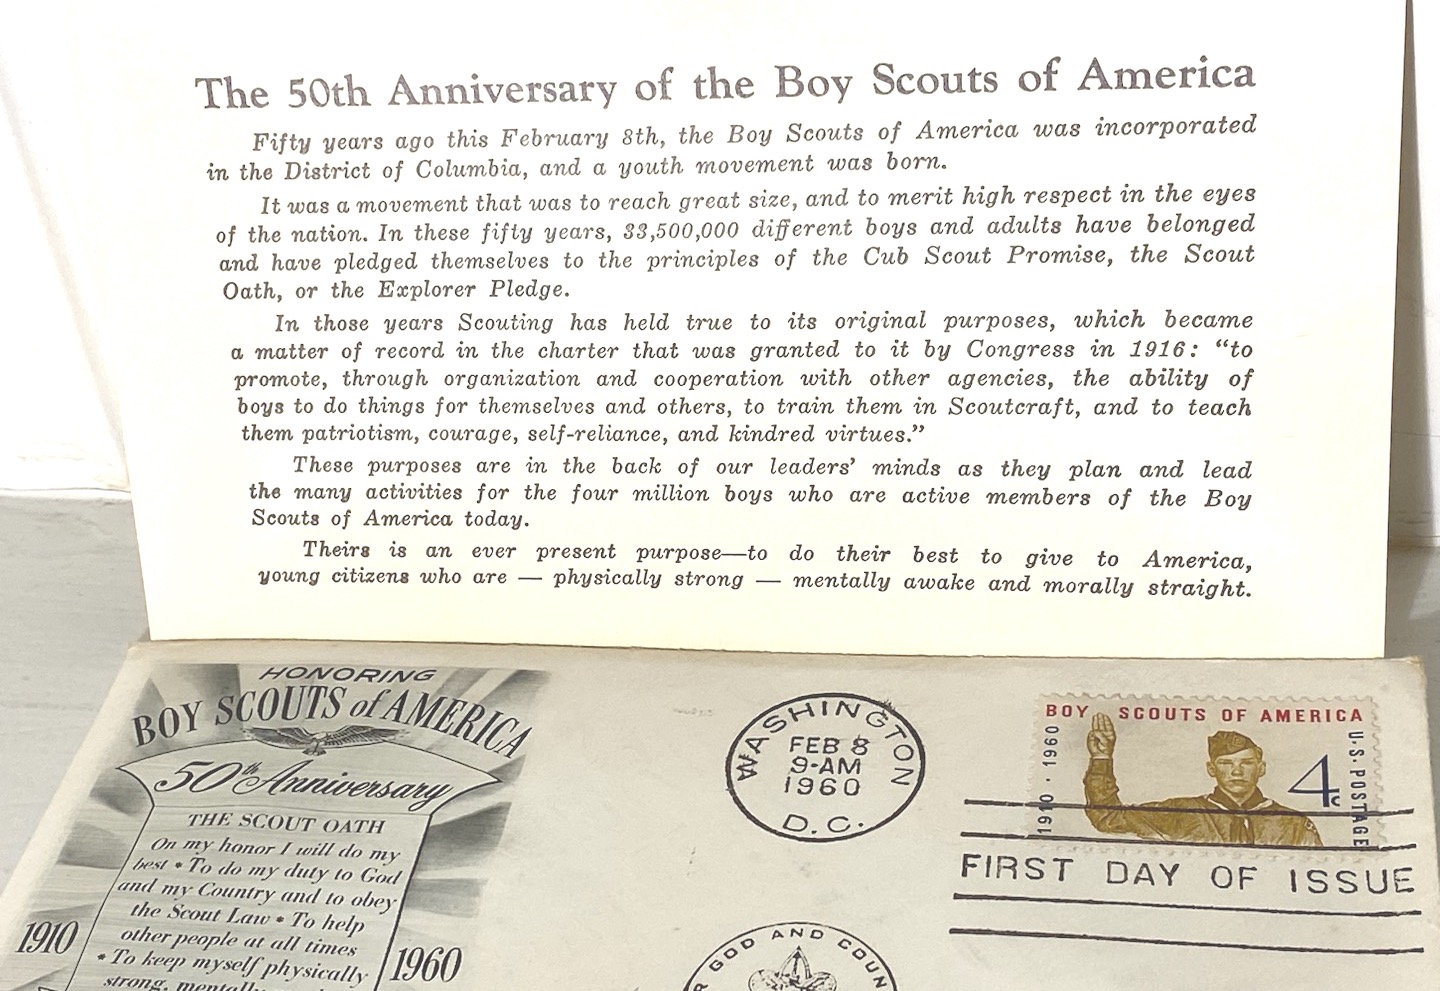 The 50th Anniversary of the Boy Scouts of America
Fifty years ago this February 8th, the Boy Scouts of America was incorporated
in the District of Columbia, and a youth movement was born.
It was a movement that was to reach great size, and to merit high respect in the eyes
of the nation. In these fifty years, 33,500,000 different boys and adults have belonged
and have pledged themselves to the principles of the Cub Scout Promise, the Scout
Oath, or the Explorer Pledge.
In those years Scouting has held true to its original purposes, which became
a matter of record in the charter that was granted to it by Congress in 1916: “to
promote, through organization and cooperation with other agencies, the ability of
boys to do things for themselves and others, to train them in Scoutcraft, and to teach
them patriotism, courage, self-reliance, and kindred virtues.”
These purposes are in the back of our leaders’ minds as they plan and lead
the many activities for the four million boys who are active members of the Boy
Scouts of America today.
Theirs is an ever present purpose—to do their best to give to America,
young citizens who are — physically strong — mentally awake and morally straight.
HONORING
BOY SCOUTS of AMERICA
50th Anniversary
THE SCOUT OATH
On my honor I will do my
best • To do my duty to God
and my Country and to obey
the Scout Law • To help
other people at all times
• To keep myself physically
strong, mentally
1910
1960
WASHINGTON
FEB 8
9-AM
1960
D.C.
BOY SCOUTS OF AMERICA
1910 · 1960
4c
U.S. POSTAGE
FIRST DAY OF ISSUE
GOD AND COUN